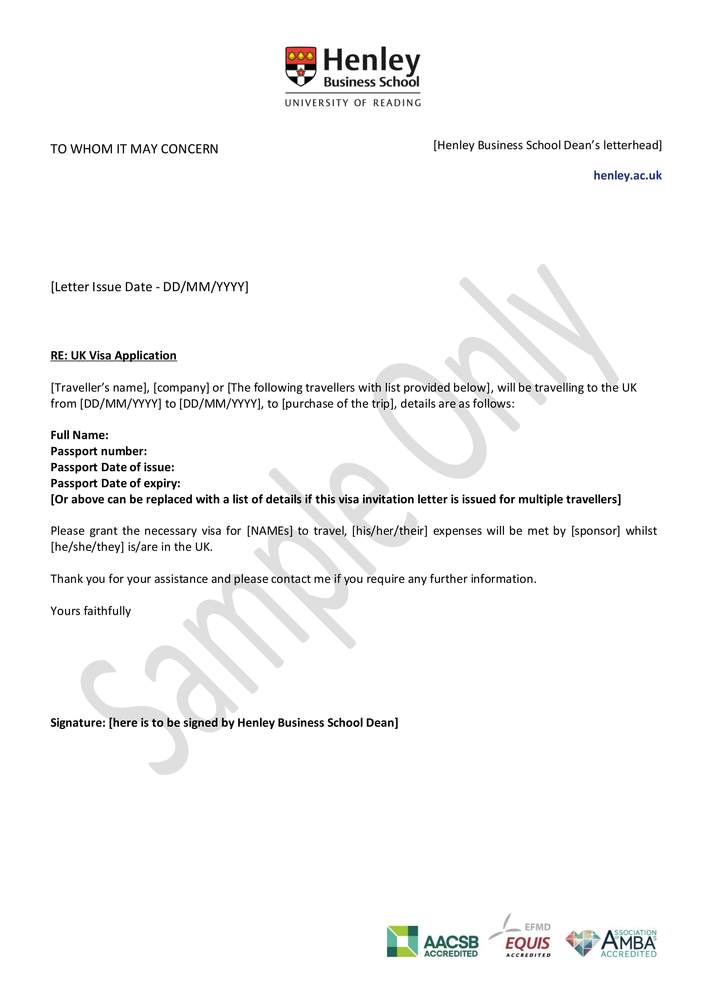 Henley
Business School
UNIVERSITY OF READING
TO WHOM IT MAY CONCERN
[Henley Business School Dean’s letterhead]
henley.ac.uk
[Letter Issue Date - DD/MM/YYYY]
RE: UK Visa Application
[Traveller’s name], [company] or [The following travellers with list provided below], will be travelling to the UK
from [DD/MM/YYYY] to [DD/MM/YYYY], to [purchase of the trip], details are as follows:
Full Name:
Passport number:
Passport Date of issue:
Passport Date of expiry:
[Or above can be replaced with a list of details if this visa invitation letter is issued for multiple travellers]
Please grant the necessary visa for [NAMEs] to travel, [his/her/their] expenses will be met by [sponsor] whilst
[he/she/they] is/are in the UK.
Thank you for your assistance and please contact me if you require any further information.
Yours faithfully
Signature: [here is to be signed by Henley Business School Dean]
Sample Only
AACSB
ACCREDITED
EFMD
EQUIS
ACCREDITED
ASSOCIATION
OF
AMBAs
ACCREDITED